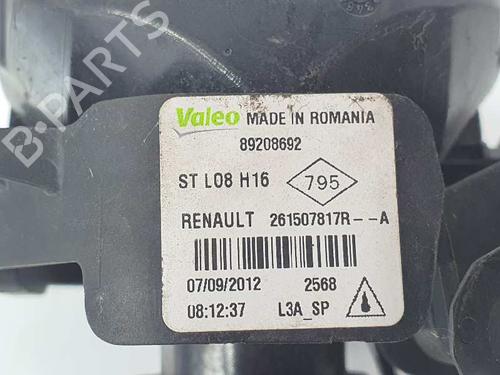 Valeo MADE IN ROMANIA
89208692
ST L08 H16 795
RENAULT 261507817R--A
07/09/2012 2568
08:12:37 L3A_SP
B-PARTS